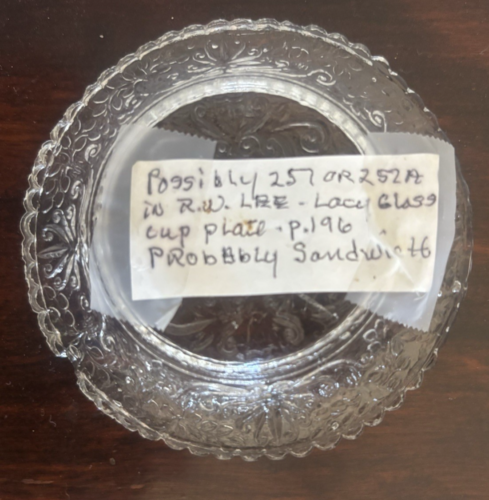 Possibly 257 OR 252A
in R.W. LEE - Lacy Glass
cup plate - p.196
PRObably Sandwich